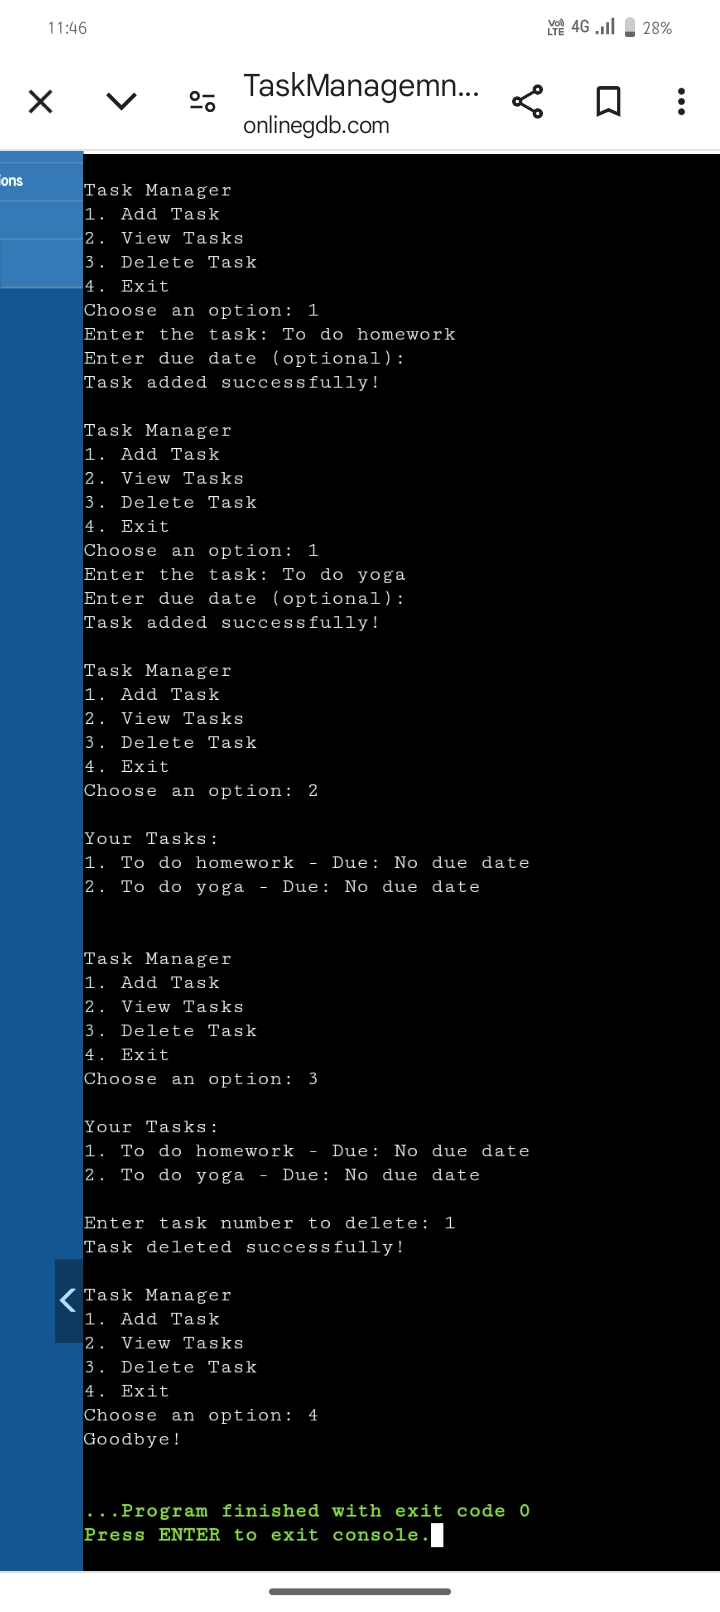 11:46
Vo) LTE 4G 28%
TaskManagemn...
onlinegdb.com
ons
Task Manager
1. Add Task
2. View Tasks
3. Delete Task
4. Exit
Choose an option: 1
Enter the task: To do homework
Enter due date (optional):
Task added successfully!
Task Manager
1. Add Task
2. View Tasks
3. Delete Task
4. Exit
Choose an option: 1
Enter the task: To do yoga
Enter due date (optional):
Task added successfully!
Task Manager
1. Add Task
2. View Tasks
3. Delete Task
4. Exit
Choose an option: 2
Your Tasks:
1. To do homework - Due: No due date
2. To do yoga - Due: No due date
Task Manager
1. Add Task
2. View Tasks
3. Delete Task
4. Exit
Choose an option: 3
Your Tasks:
1. To do homework - Due: No due date
2. To do yoga - Due: No due date
Enter task number to delete: 1
Task deleted successfully!
Task Manager
1. Add Task
2. View Tasks
3. Delete Task
4. Exit
Choose an option: 4
Goodbye!
...Program finished with exit code 0
Press ENTER to exit console.